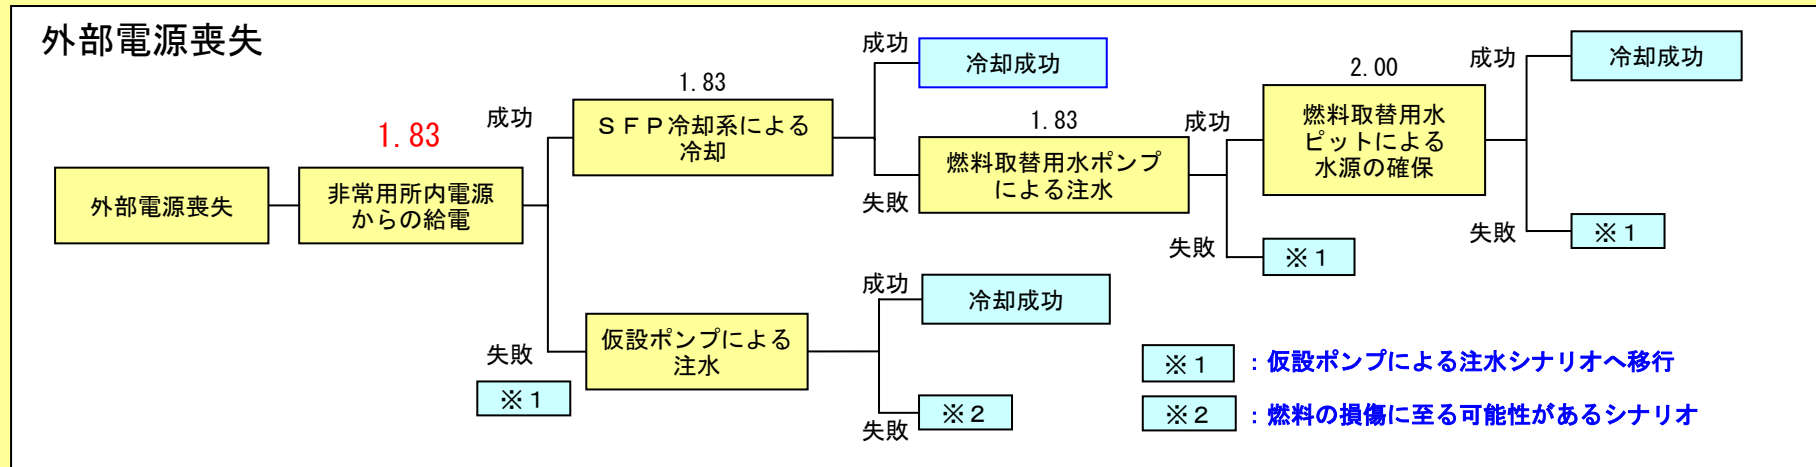 外部電源喪失
外部電源喪失
1.83
非常用所内電源
からの給電
成功
1.83
SFP冷却系による
冷却
成功
冷却成功
失敗
1.83
燃料取替用水ポンプ
による注水
成功
2.00
燃料取替用水
ピットによる
水源の確保
成功
冷却成功
失敗
※1
失敗
※1
失敗
※1
仮設ポンプによる
注水
成功
冷却成功
失敗
※2
※1 :仮設ポンプによる注水シナリオへ移行
※2 :燃料の損傷に至る可能性があるシナリオ